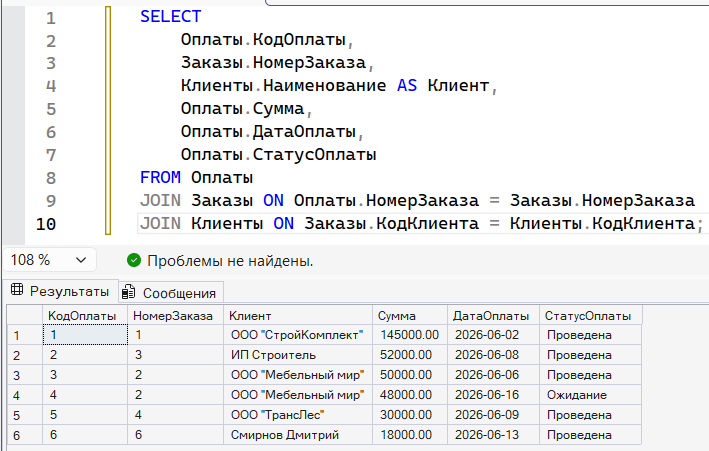 1 SELECT
2 Оплаты.КодОплаты,
3 Заказы.НомерЗаказа,
4 Клиенты.Наименование AS Клиент,
5 Оплаты.Сумма,
6 Оплаты.ДатаОплаты,
7 Оплаты.СтатусОплаты
8 FROM Оплаты
9 JOIN Заказы ON Оплаты.НомерЗаказа = Заказы.НомерЗаказа
10 JOIN Клиенты ON Заказы.КодКлиента = Клиенты.КодКлиента;
108 % Проблемы не найдены.
Результаты Сообщения
КодОплаты НомерЗаказа Клиент Сумма ДатаОплаты СтатусОплаты
1 1 1 ООО "СтройКомплект" 145000.00 2026-06-02 Проведена
2 2 3 ИП Строитель 52000.00 2026-06-08 Проведена
3 3 2 ООО "Мебельный мир" 50000.00 2026-06-06 Проведена
4 4 2 ООО "Мебельный мир" 48000.00 2026-06-16 Ожидание
5 5 4 ООО "ТрансЛес" 30000.00 2026-06-09 Проведена
6 6 6 Смирнов Дмитрий 18000.00 2026-06-13 Проведена